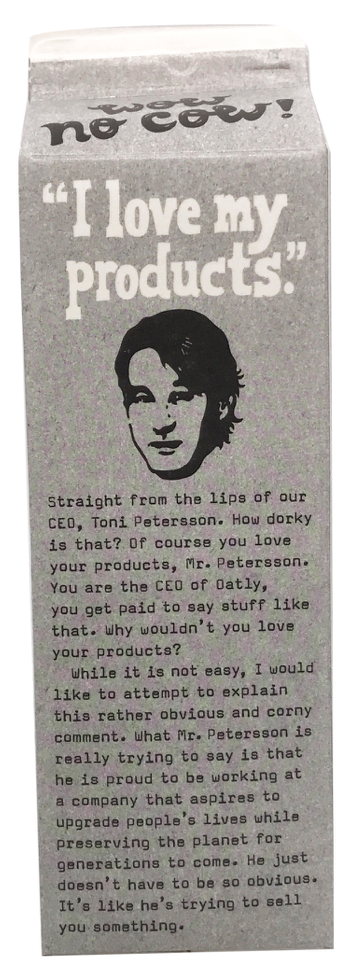 wow
no cow!
“I love my
products.”
Straight from the lips of our
CEO, Toni Petersson. How dorky
is that? Of course you love
your products, Mr. Petersson.
You are the CEO of Oatly,
you get paid to say stuff like
that. Why wouldn't you love
your products?
While it is not easy, I would
like to attempt to explain
this rather obvious and corny
comment. What Mr. Petersson is
really trying to say is that
he is proud to be working at
a company that aspires to
upgrade people's lives while
preserving the planet for
generations to come. He just
doesn't have to be so obvious.
It's like he's trying to sell
you something.